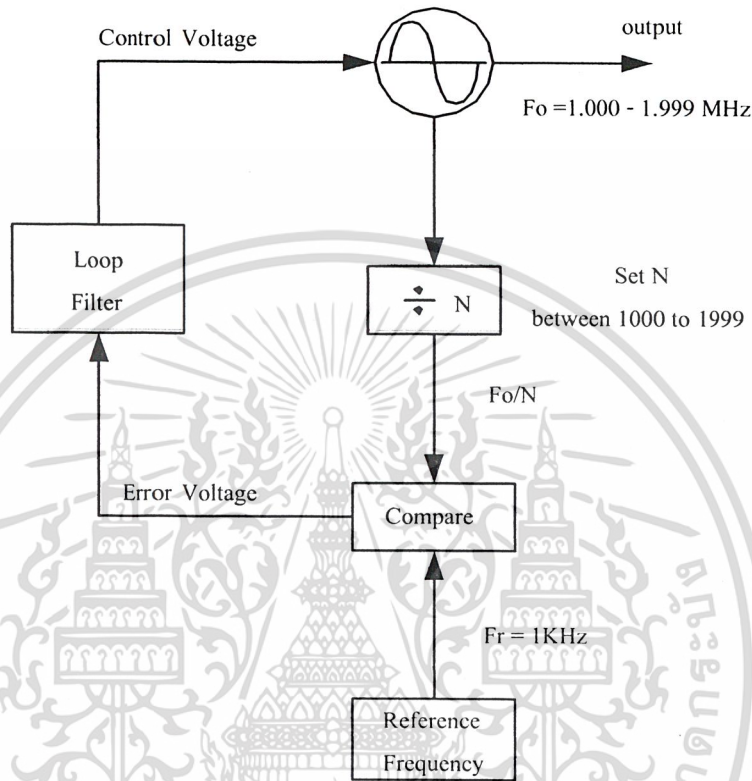 Control Voltage
output
Fo =1.000 - 1.999 MHz
Loop
Filter
÷ N
Set N
between 1000 to 1999
Fo/N
Error Voltage
Compare
Fr = 1KHz
Reference
Frequency